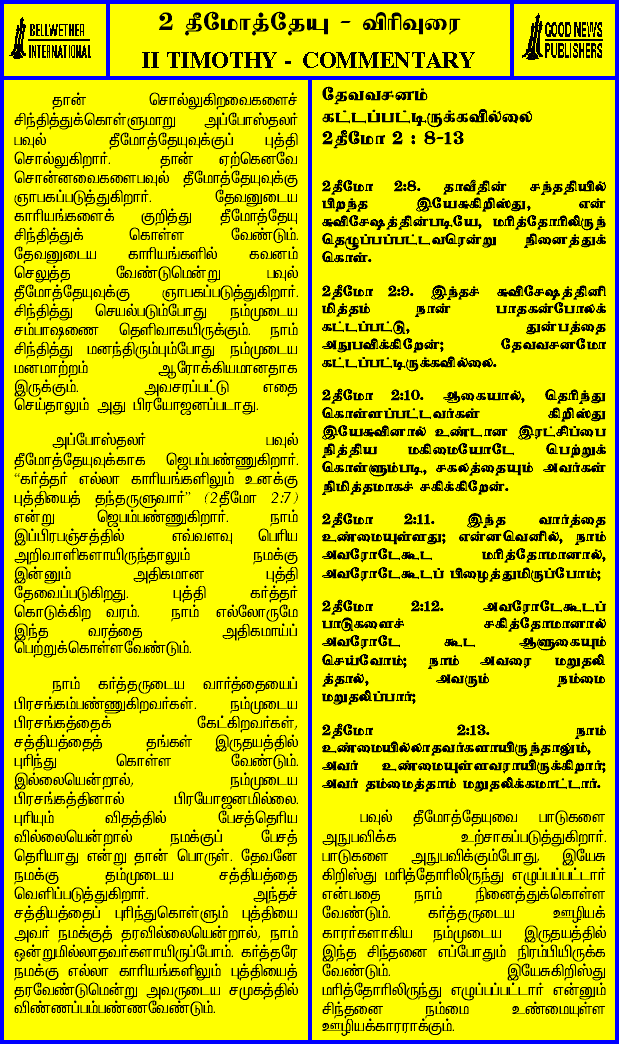 BELLWETHER
INTERNATIONAL
2 தீமோத்தேயு - விரிவுரை
II TIMOTHY - COMMENTARY
GOOD NEWS
PUBLISHERS
தான் சொல்லுகிறவைகளைச்
சிந்தித்துக்கொள்ளுமாறு அப்போஸ்தலர்
பவுல் தீமோத்தேயுவுக்குப் புத்தி
சொல்லுகிறார். தான் ஏற்கெனவே
சொன்னவைகளைபவுல் தீமோத்தேயுவுக்கு
ஞாபகப்படுத்துகிறார். தேவனுடைய
காரியங்களைக் குறித்து தீமோத்தேயு
சிந்தித்துக் கொள்ள வேண்டும்.
தேவனுடைய காரியங்களில் கவனம்
செலுத்த வேண்டுமென்று பவுல்
தீமோத்தேயுவுக்கு ஞாபகப்படுத்துகிறார்.
சிந்தித்து செயல்படும்போது நம்முடைய
சம்பாஷணை தெளிவாகயிருக்கும். நாம்
சிந்தித்து மனந்திரும்பும்போது நம்முடைய
மனமாற்றம் ஆரோக்கியமானதாக
இருக்கும். அவசரப்பட்டு எதை
செய்தாலும் அது பிரயோஜனப்படாது.
அப்போஸ்தலர் பவுல்
தீமோத்தேயுவுக்காக ஜெபம்பண்ணுகிறார்.
“கர்த்தர் எல்லா காரியங்களிலும் உனக்கு
புத்தியைத் தந்தருளுவார்” (2தீமோ 2:7)
என்று ஜெபம்பண்ணுகிறார். நாம்
இப்பிரபஞ்சத்தில் எவ்வளவு பெரிய
அறிவாளிகளாயிருந்தாலும் நமக்கு
இன்னும் அதிகமான புத்தி
தேவைப்படுகிறது. புத்தி கர்த்தர்
கொடுக்கிற வரம். நாம் எல்லோருமே
இந்த வரத்தை அதிகமாய்ப்
பெற்றுக்கொள்ளவேண்டும்.
நாம் கர்த்தருடைய வார்த்தையைப்
பிரசங்கம்பண்ணுகிறவர்கள். நம்முடைய
பிரசங்கத்தைக் கேட்கிறவர்கள்,
சத்தியத்தைத் தங்கள் இருதயத்தில்
புரிந்து கொள்ள வேண்டும்.
இல்லையென்றால், நம்முடைய
பிரசங்கத்தினால் பிரயோஜனமில்லை.
புரியும் விதத்தில் பேசத்தெரிய
வில்லையென்றால் நமக்குப் பேசத்
தெரியாது என்று தான் பொருள். தேவனே
நமக்கு தம்முடைய சத்தியத்தை
வெளிப்படுத்துகிறார். அந்தச்
சத்தியத்தைப் புரிந்துகொள்ளும் புத்தியை
அவர் நமக்குத் தரவில்லையென்றால், நாம்
ஒன்றுமில்லாதவர்களாயிருப்போம். கர்த்தரே
நமக்கு எல்லா காரியங்களிலும் புத்தியைத்
தரவேண்டுமென்று அவருடைய சமுகத்தில்
விண்ணப்பம்பண்ணவேண்டும்.
தேவவசனம்
கட்டப்பட்டிருக்கவில்லை
2தீமோ 2 : 8-13
2தீமோ 2:8. தாவீதின் சந்ததியில்
பிறந்த இயேசுகிறிஸ்து, என்
சுவிசேஷத்தின்படியே, மரித்தோரிலிருந்
தெழுப்பப்பட்டவரென்று நினைத்துக்
கொள்.
2தீமோ 2:9. இந்தச் சுவிசேஷத்தினி
மித்தம் நான் பாதகன்போலக்
கட்டப்பட்டு, துன்பத்தை
அநுபவிக்கிறேன்; தேவவசனமோ
கட்டப்பட்டிருக்கவில்லை.
2தீமோ 2:10. ஆகையால், தெரிந்து
கொள்ளப்பட்டவர்கள் கிறிஸ்து
இயேசுவினால் உண்டான இரட்சிப்பை
நித்திய மகிமையோடே பெற்றுக்
கொள்ளும்படி, சகலத்தையும் அவர்கள்
நிமித்தமாகச் சகிக்கிறேன்.
2தீமோ 2:11. இந்த வார்த்தை
உண்மையுள்ளது; என்னவெனில், நாம்
அவரோடேகூட மரித்தோமானால்,
அவரோடேகூடப் பிழைத்துமிருப்போம்;
2தீமோ 2:12. அவரோடேகூடப்
பாடுகளைச் சகித்தோமானால்
அவரோடே கூட ஆளுகையும்
செய்வோம்; நாம் அவரை மறுதலி
த்தால், அவரும் நம்மை
மறுதலிப்பார்;
2தீமோ 2:13. நாம்
உண்மையில்லாதவர்களாயிருந்தாலும்,
அவர் உண்மையுள்ளவராயிருக்கிறார்;
அவர் தம்மைத்தாம் மறுதலிக்கமாட்டார்.
பவுல் தீமோத்தேயுவை பாடுகளை
அநுபவிக்க உற்சாகப்படுத்துகிறார்.
பாடுகளை அநுபவிக்கும்போது, இயேசு
கிறிஸ்து மரித்தோரிலிருந்து எழுப்பப்பட்டார்
என்பதை நாம் நினைத்துக்கொள்ள
வேண்டும். கர்த்தருடைய ஊழியக்
காரர்களாகிய நம்முடைய இருதயத்தில்
இந்த சிந்தனை எப்போதும் நிரம்பியிருக்க
வேண்டும். இயேசுகிறிஸ்து
மரித்தோரிலிருந்து எழுப்பப்பட்டார் என்னும்
சிந்தனை நம்மை உண்மையுள்ள
ஊழியக்காரராக்கும்.